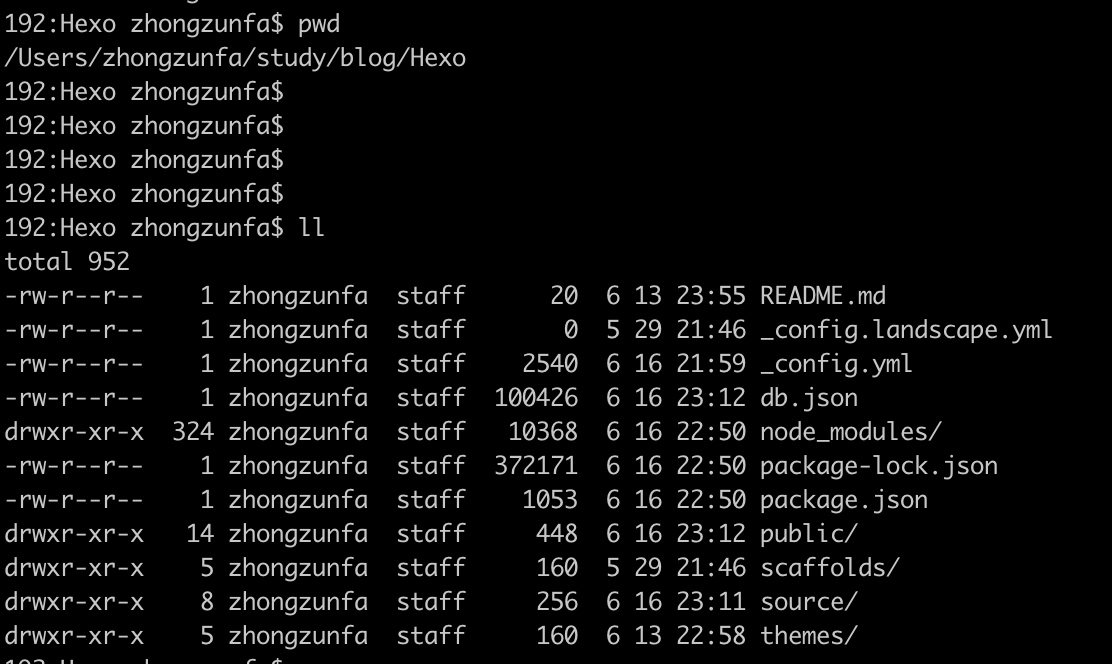 192:Hexo zhongzunfa$ pwd
/Users/zhongzunfa/study/blog/Hexo
192:Hexo zhongzunfa$
192:Hexo zhongzunfa$
192:Hexo zhongzunfa$
192:Hexo zhongzunfa$
192:Hexo zhongzunfa$ ll
total 952
-rw-r--r--    1 zhongzunfa  staff      20  6 13 23:55 README.md
-rw-r--r--    1 zhongzunfa  staff       0  5 29 21:46 _config.landscape.yml
-rw-r--r--    1 zhongzunfa  staff    2540  6 16 21:59 _config.yml
-rw-r--r--    1 zhongzunfa  staff  100426  6 16 23:12 db.json
drwxr-xr-x  324 zhongzunfa  staff   10368  6 16 22:50 node_modules/
-rw-r--r--    1 zhongzunfa  staff  372171  6 16 22:50 package-lock.json
-rw-r--r--    1 zhongzunfa  staff    1053  6 16 22:50 package.json
drwxr-xr-x   14 zhongzunfa  staff     448  6 16 23:12 public/
drwxr-xr-x    5 zhongzunfa  staff     160  5 29 21:46 scaffolds/
drwxr-xr-x    8 zhongzunfa  staff     256  6 16 23:11 source/
drwxr-xr-x    5 zhongzunfa  staff     160  6 13 22:58 themes/